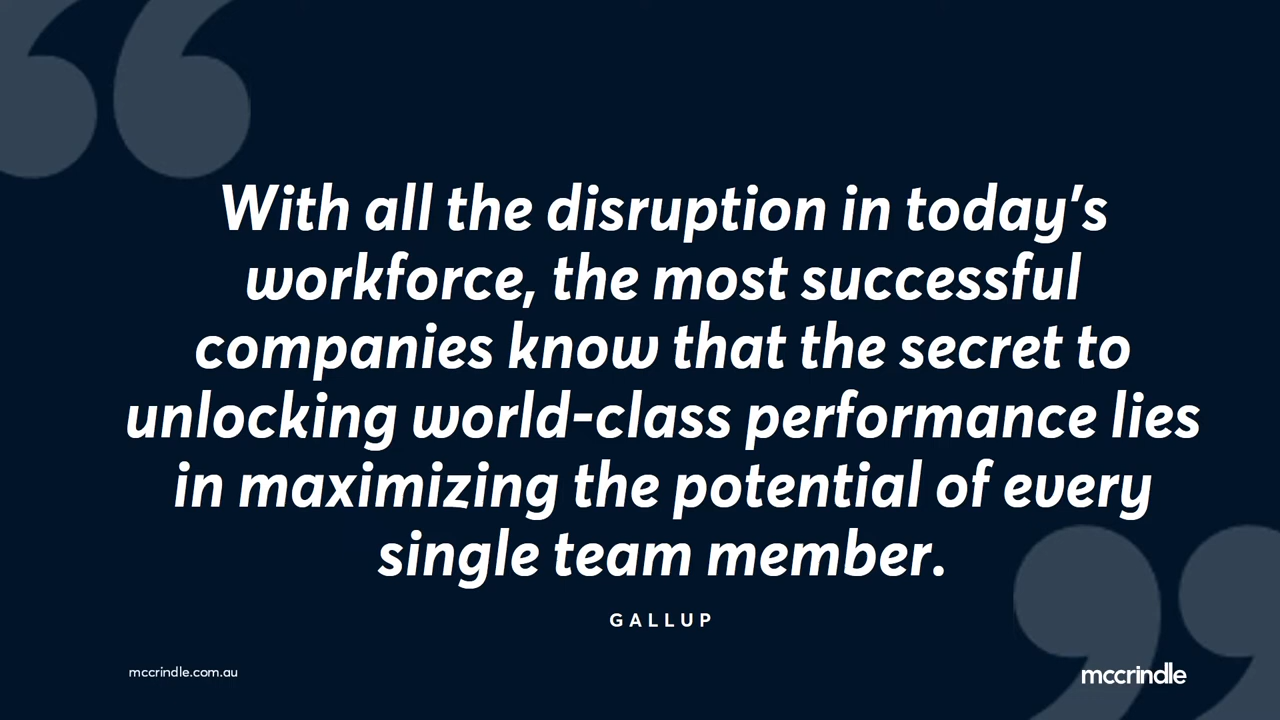 With all the disruption in today's
workforce, the most successful
companies know that the secret to
unlocking world-class performance lies
in maximizing the potential of every
single team member.
GALLUP
mccrindle.com.au
mccrindle